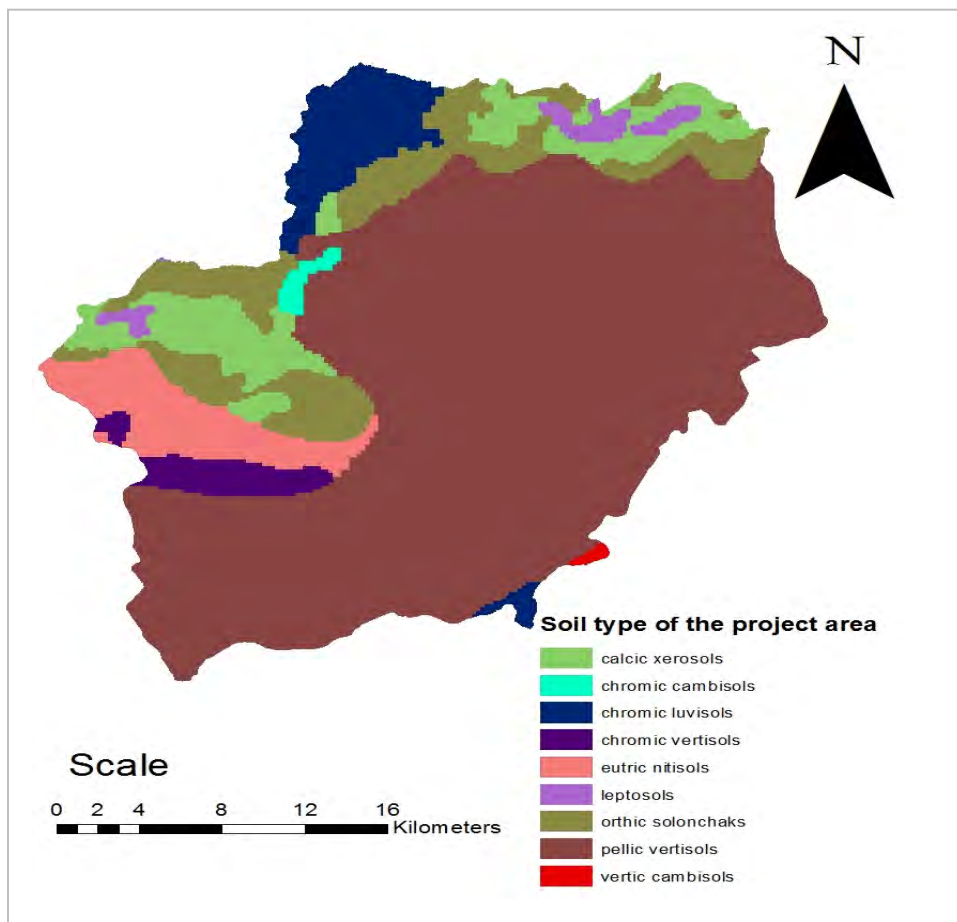 N
Soil type of the project area
calcic xerosols
chromic cambisols
chromic luvisols
chromic vertisols
eutric nitisols
leptosols
orthic solonchaks
pellic vertisols
vertic cambisols
Scale
0 2 4 8 12 16
Kilometers